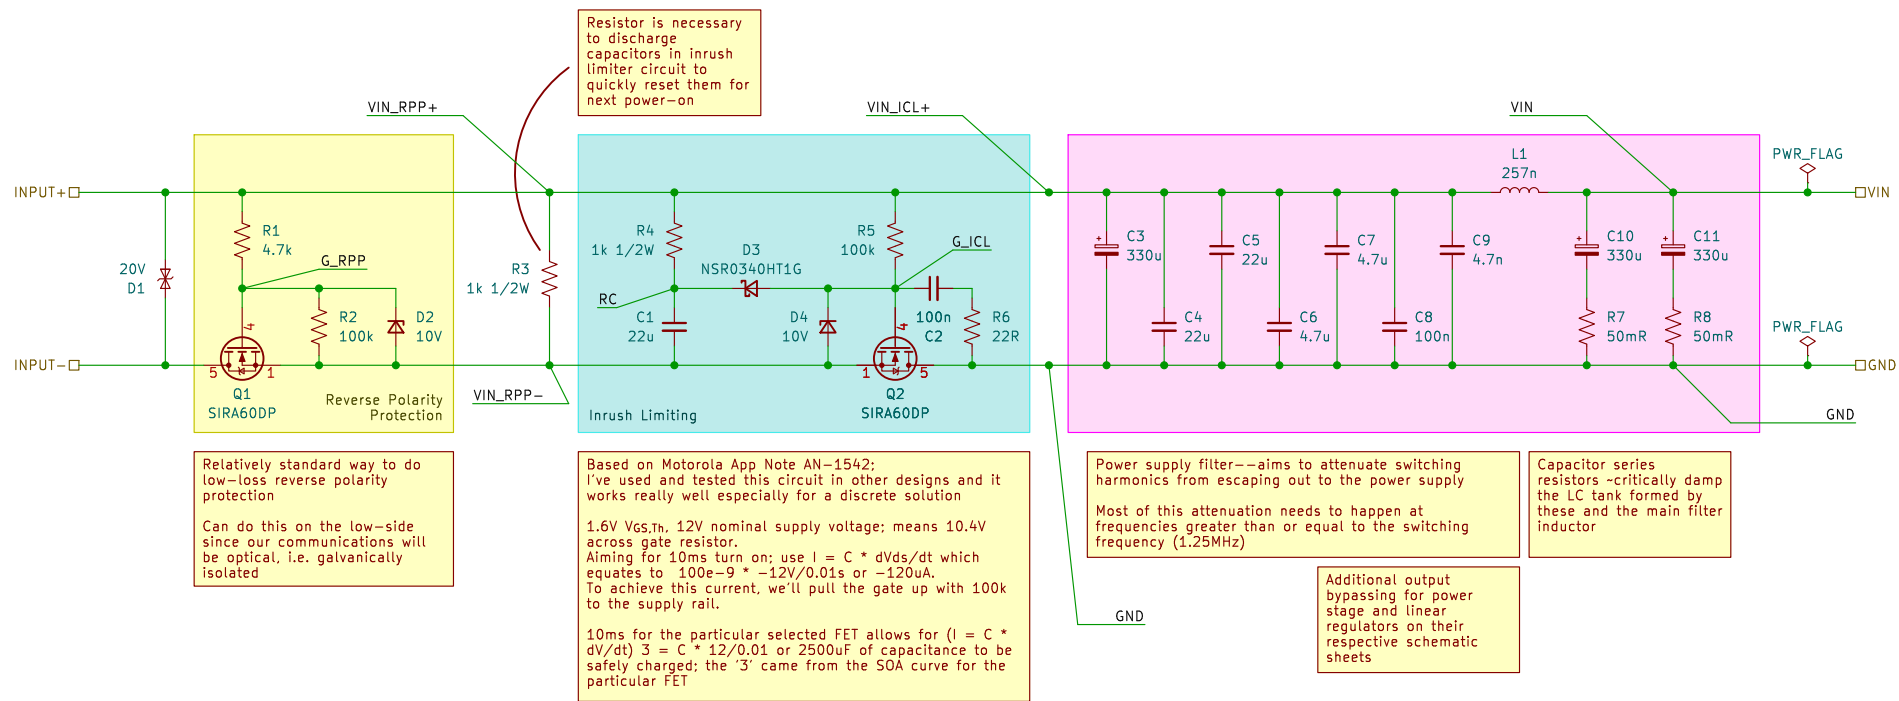 Resistor is necessary
to discharge
capacitors in inrush
limiter circuit to
quickly reset them for
next power-on
VIN_RPP+
VIN_ICL+
VIN
L1
257n
PWR_FLAG
INPUT+
VIN
R1
4.7k
G_RPP
20V
D1
R2
100k
D2
10V
4
5
1
INPUT-
Q1
SIRA60DP
Reverse Polarity
Protection
R3
1k 1/2W
VIN_RPP-
R4
1k 1/2W
D3
NSR0340HT1G
R5
100k
G_ICL
RC
C1
22u
D4
10V
100n
C2
R6
22R
4
1
5
Q2
SIRA60DP
Inrush Limiting
C3
330u
C4
22u
C5
22u
C6
4.7u
C7
4.7u
C8
100n
C9
4.7n
C10
330u
C11
330u
R7
50mR
R8
50mR
PWR_FLAG
GND
GND
GND
Relatively standard way to do
low-loss reverse polarity
protection
Can do this on the low-side
since our communications will
be optical, i.e. galvanically
isolated
Based on Motorola App Note AN-1542;
I've used and tested this circuit in other designs and it
works really well especially for a discrete solution
1.6V VGS,Th, 12V nominal supply voltage; means 10.4V
across gate resistor.
Aiming for 10ms turn on; use I = C * dVds/dt which
equates to  100e-9 * -12V/0.01s or -120uA.
To achieve this current, we'll pull the gate up with 100k
to the supply rail.
10ms for the particular selected FET allows for (I = C *
dV/dt) 3 = C * 12/0.01 or 2500uF of capacitance to be
safely charged; the '3' came from the SOA curve for the
particular FET
Power supply filter--aims to attenuate switching
harmonics from escaping out to the power supply
Most of this attenuation needs to happen at
frequencies greater than or equal to the switching
frequency (1.25MHz)
Capacitor series
resistors ~critically damp
the LC tank formed by
these and the main filter
inductor
Additional output
bypassing for power
stage and linear
regulators on their
respective schematic
sheets